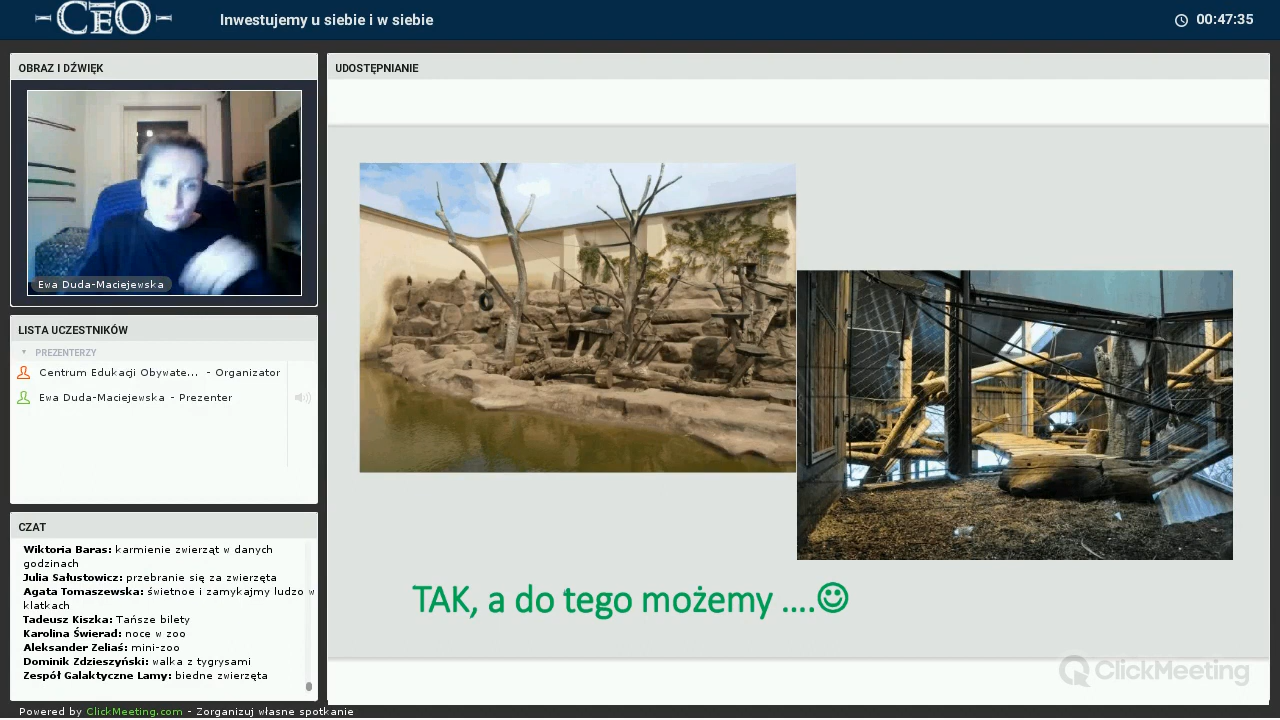 CEO
Inwestujemy u siebie i w siebie
00:47:35
OBRAZ I DŹWIĘK
Ewa Duda-Maciejewska
LISTA UCZESTNIKÓW
PREZENTERZY
Centrum Edukacji Obywate... - Organizator
Ewa Duda-Maciejewska - Prezenter
CZAT
Wiktoria Baras: karmienie zwierząt w danych
godzinach
Julia Sałustowicz: przebranie się za zwierzęta
Agata Tomaszewska: świetnoe i zamykajmy ludzo w
klatkach
Tadeusz Kiszka: Tańsze bilety
Karolina Świerad: noce w zoo
Aleksander Zeliaś: mini-zoo
Dominik Zdzieszyński: walka z tygrysami
Zespół Galaktyczne Lamy: biedne zwierzęta
UDOSTĘPNIANIE
TAK, a do tego możemy ....☺
ClickMeeting
Powered by ClickMeeting.com - Zorganizuj własne spotkanie